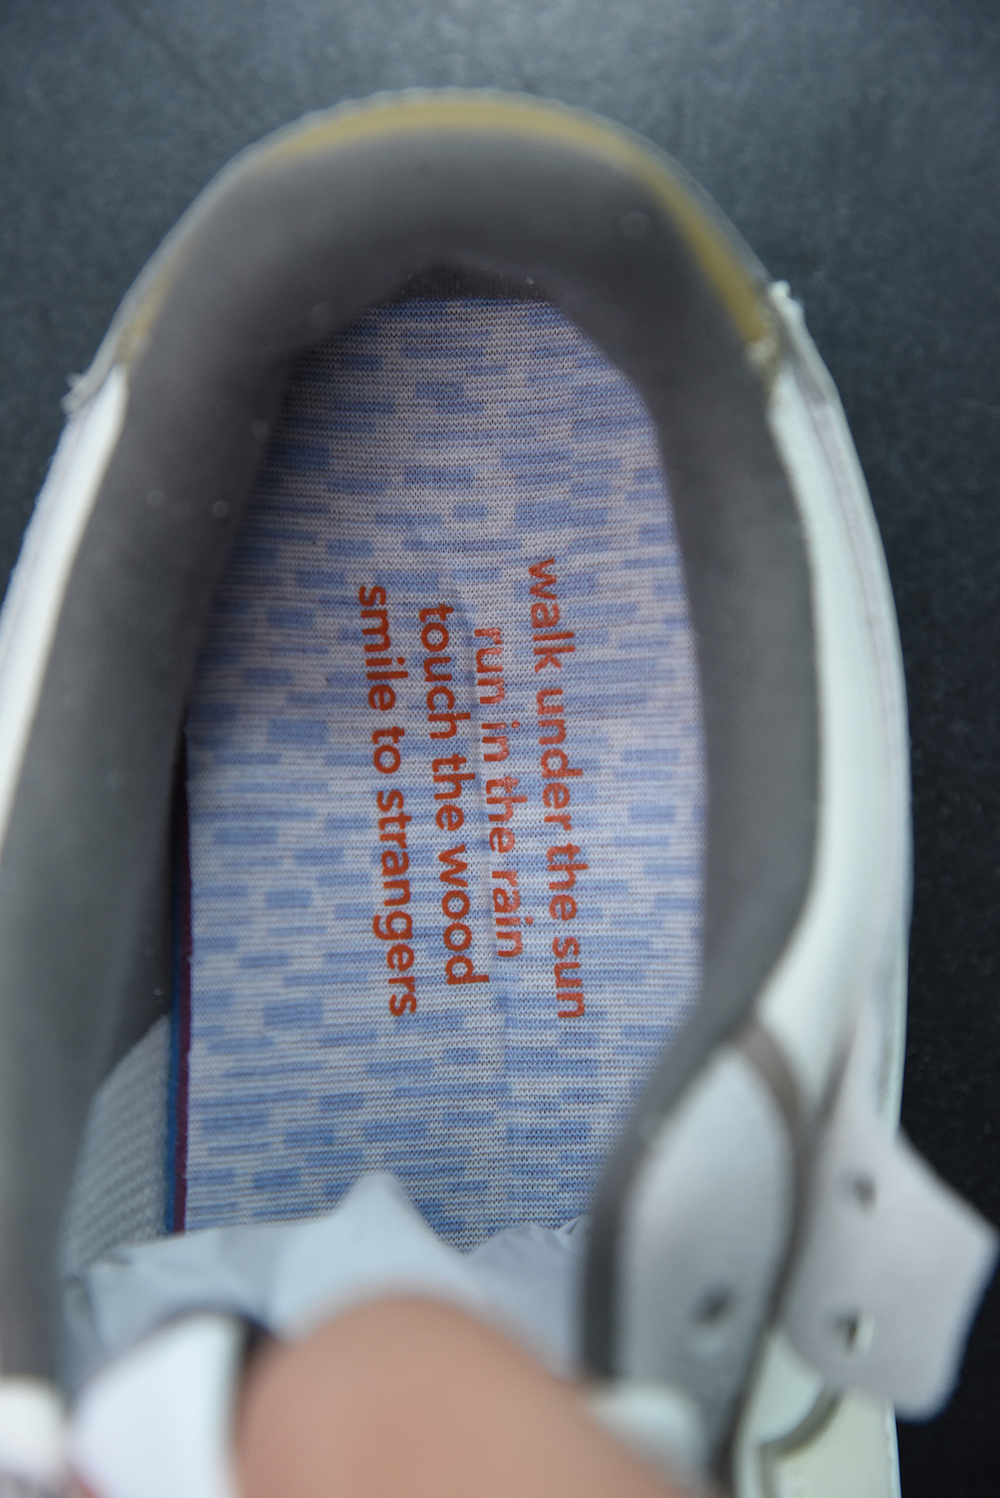 walk under the sun
run in the rain
touch the wood
smile to strangers